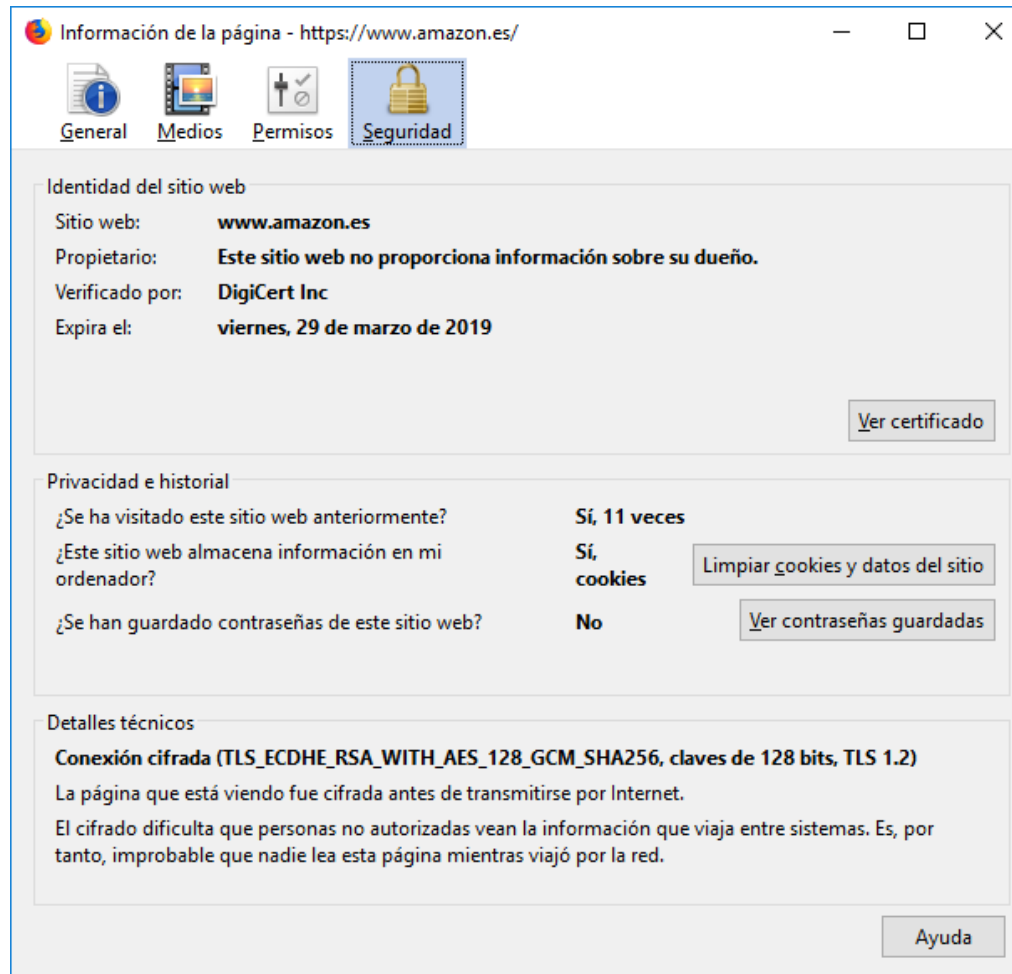 Información de la página - https://www.amazon.es/
General Medios Permisos Seguridad
Identidad del sitio web
Sitio web: www.amazon.es
Propietario: Este sitio web no proporciona información sobre su dueño.
Verificado por: DigiCert Inc
Expira el: viernes, 29 de marzo de 2019
Ver certificado
Privacidad e historial
¿Se ha visitado este sitio web anteriormente? Sí, 11 veces
¿Este sitio web almacena información en mi
ordenador?
Sí,
cookies
Limpiar cookies y datos del sitio
¿Se han guardado contraseñas de este sitio web? No Ver contraseñas guardadas
Detalles técnicos
Conexión cifrada (TLS_ECDHE_RSA_WITH_AES_128_GCM_SHA256, claves de 128 bits, TLS 1.2)
La página que está viendo fue cifrada antes de transmitirse por Internet.
El cifrado dificulta que personas no autorizadas vean la información que viaja entre sistemas. Es, por
tanto, improbable que nadie lea esta página mientras viajó por la red.
Ayuda